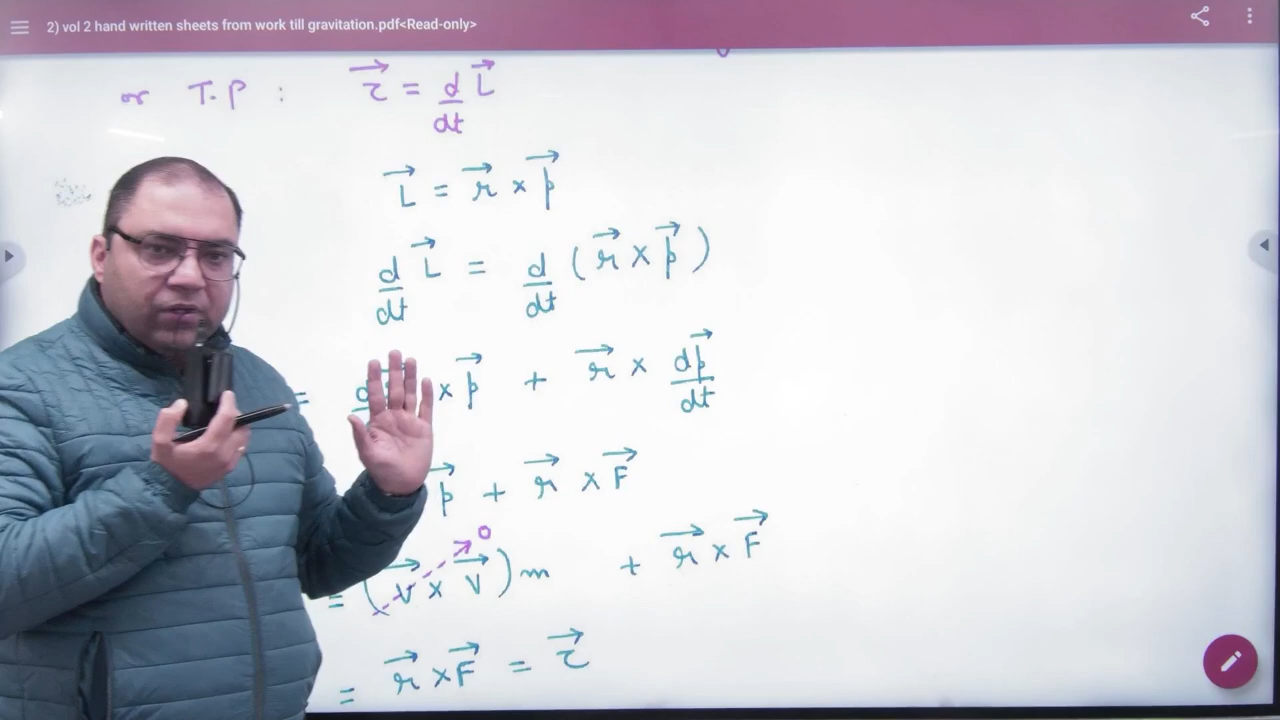 2) vol 2 hand written sheets from work till gravitation.pdf<Read-only>
or T.P : τ⃗ = d/dt L⃗
L⃗ = r⃗ × p⃗
d/dt L⃗ = d/dt (r⃗ × p⃗)
= d × p⃗ + r⃗ × dp⃗/dt
p⃗ + r⃗ × F⃗
= (v⃗ × v⃗)m 0 + r⃗ × F⃗
= r⃗ × F⃗ = τ⃗